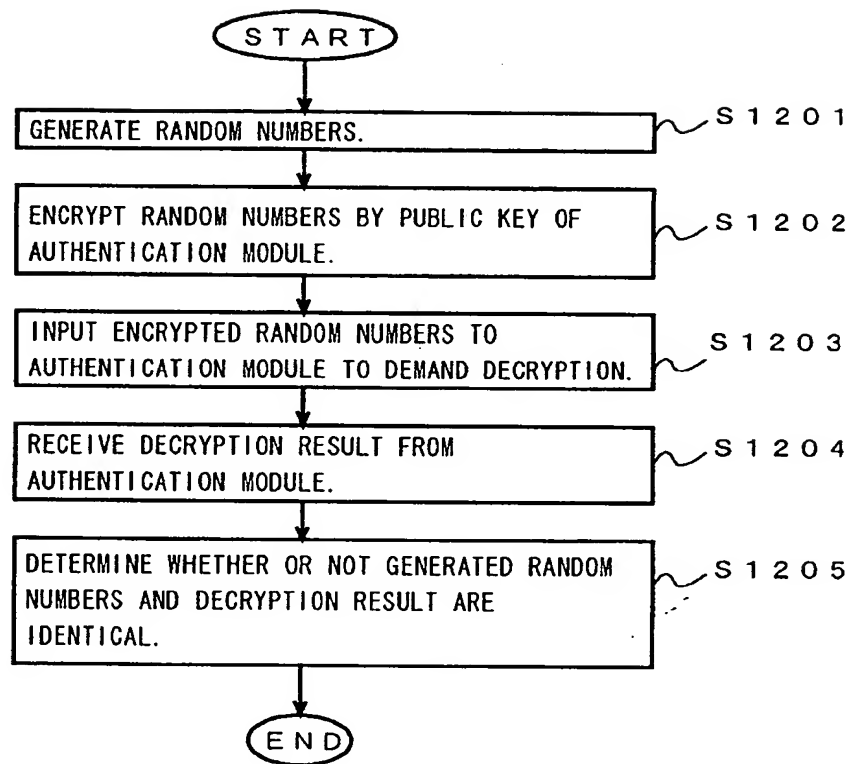 START
GENERATE RANDOM NUMBERS.
S1201
ENCRYPT RANDOM NUMBERS BY PUBLIC KEY OF
AUTHENTICATION MODULE.
S1202
INPUT ENCRYPTED RANDOM NUMBERS TO
AUTHENTICATION MODULE TO DEMAND DECRYPTION.
S1203
RECEIVE DECRYPTION RESULT FROM
AUTHENTICATION MODULE.
S1204
DETERMINE WHETHER OR NOT GENERATED RANDOM
NUMBERS AND DECRYPTION RESULT ARE
IDENTICAL.
S1205
END